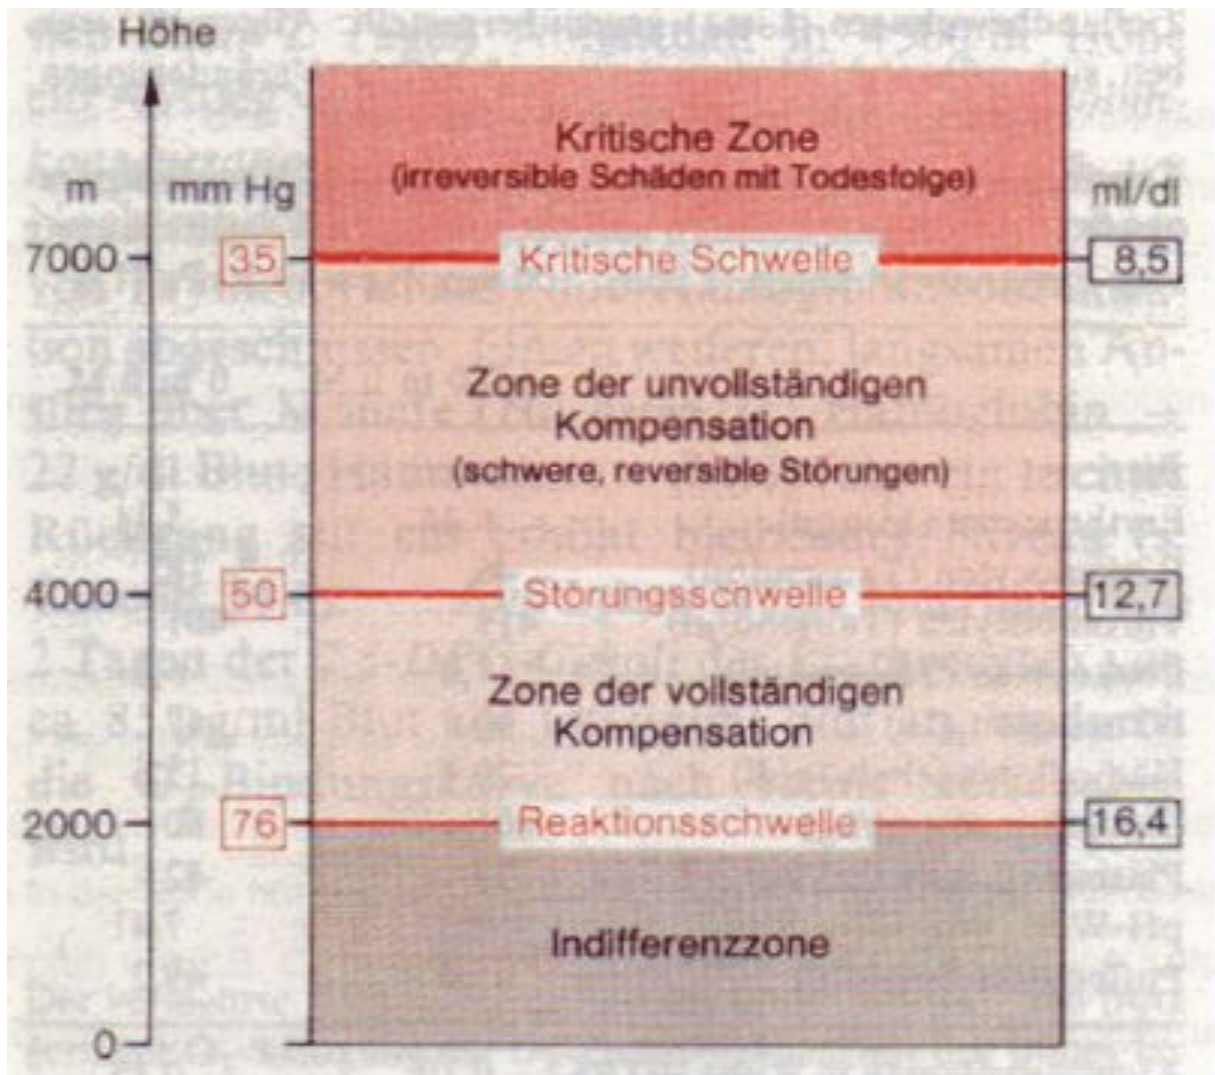 Höhe
m
mm Hg
ml/dl
Kritische Zone
(irreversible Schäden mit Todesfolge)
7000
35
Kritische Schwelle
8,5
Zone der unvollständigen
Kompensation
(schwere, reversible Störungen)
4000
50
Störungsschwelle
12,7
Zone der vollständigen
Kompensation
2000
76
Reaktionsschwelle
16,4
Indifferenzzone
0